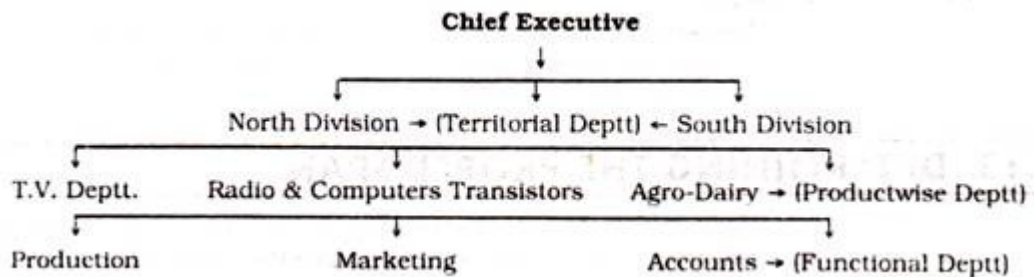 Chief Executive
North Division → (Territorial Deptt) ← South Division
T.V. Deptt. Radio & Computers Transistors Agro-Dairy → (Productwise Deptt)
Production Marketing Accounts → (Functional Deptt)